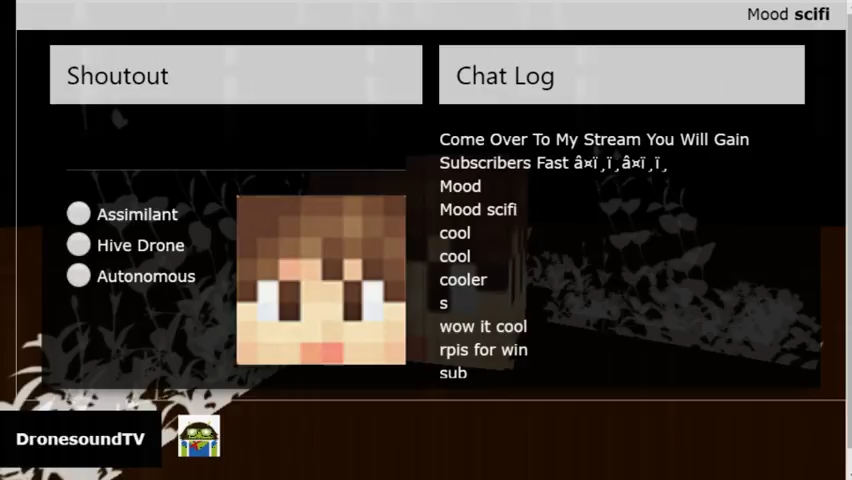 Mood scifi
Shoutout
Chat Log
Come Over To My Stream You Will Gain
Subscribers Fast â¤ï¸ï¸â¤ï¸ï¸
Mood
Mood scifi
cool
cool
cooler
s
wow it cool
rpis for win
sub
Assimilant
Hive Drone
Autonomous
DronesoundTV